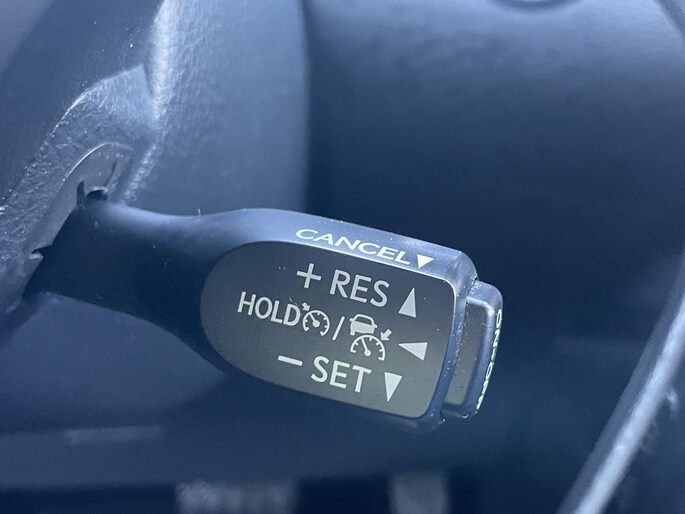 CANCEL▼
+ RES ▲
HOLD / ◀
− SET ▼